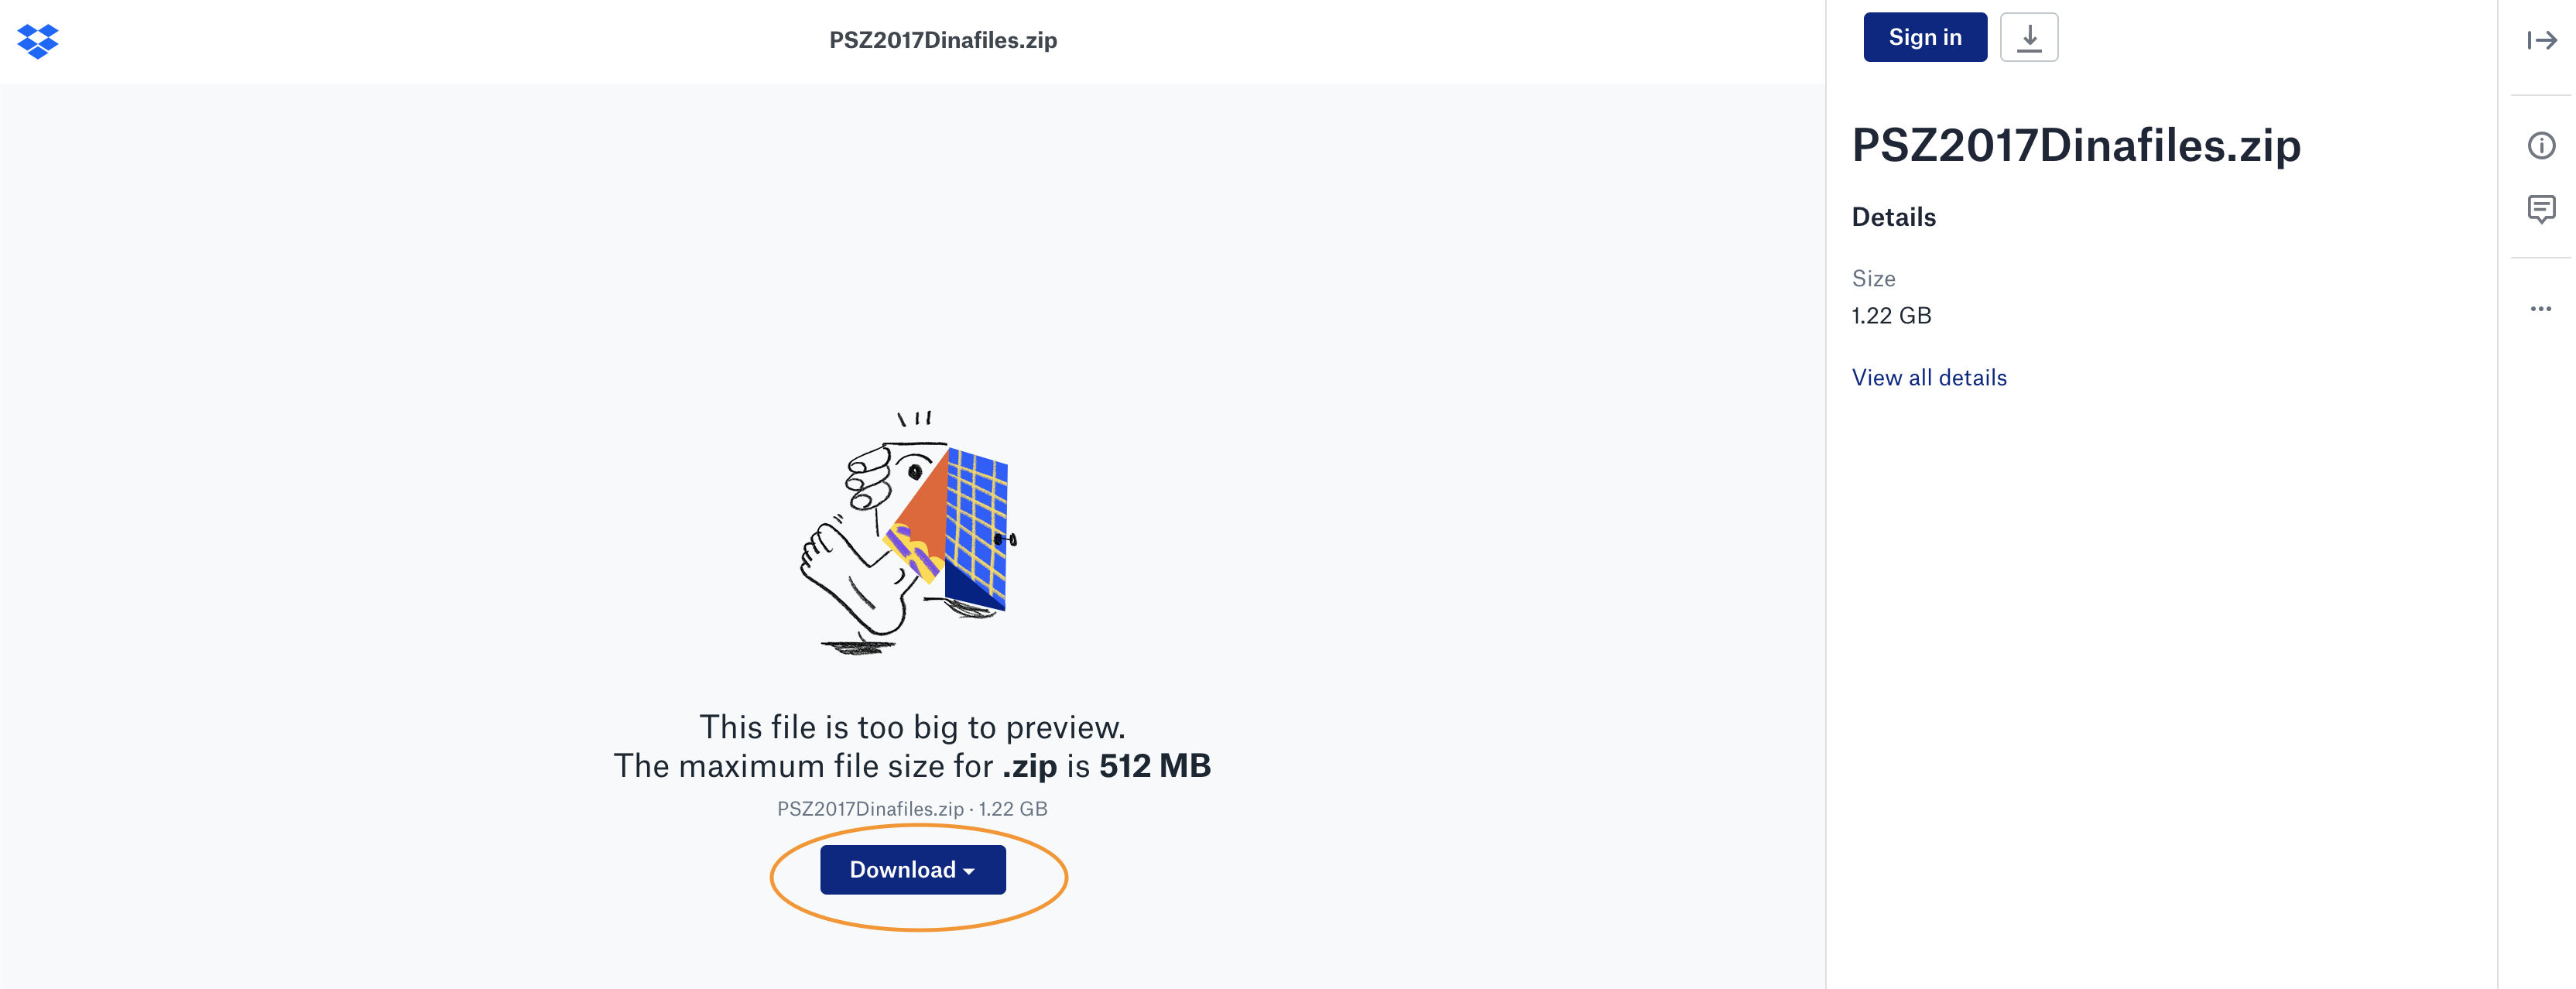 PSZ2017Dinafiles.zip
Sign in
PSZ2017Dinafiles.zip
Details
Size
1.22 GB
View all details
This file is too big to preview.
The maximum file size for .zip is 512 MB
PSZ2017Dinafiles.zip · 1.22 GB
Download